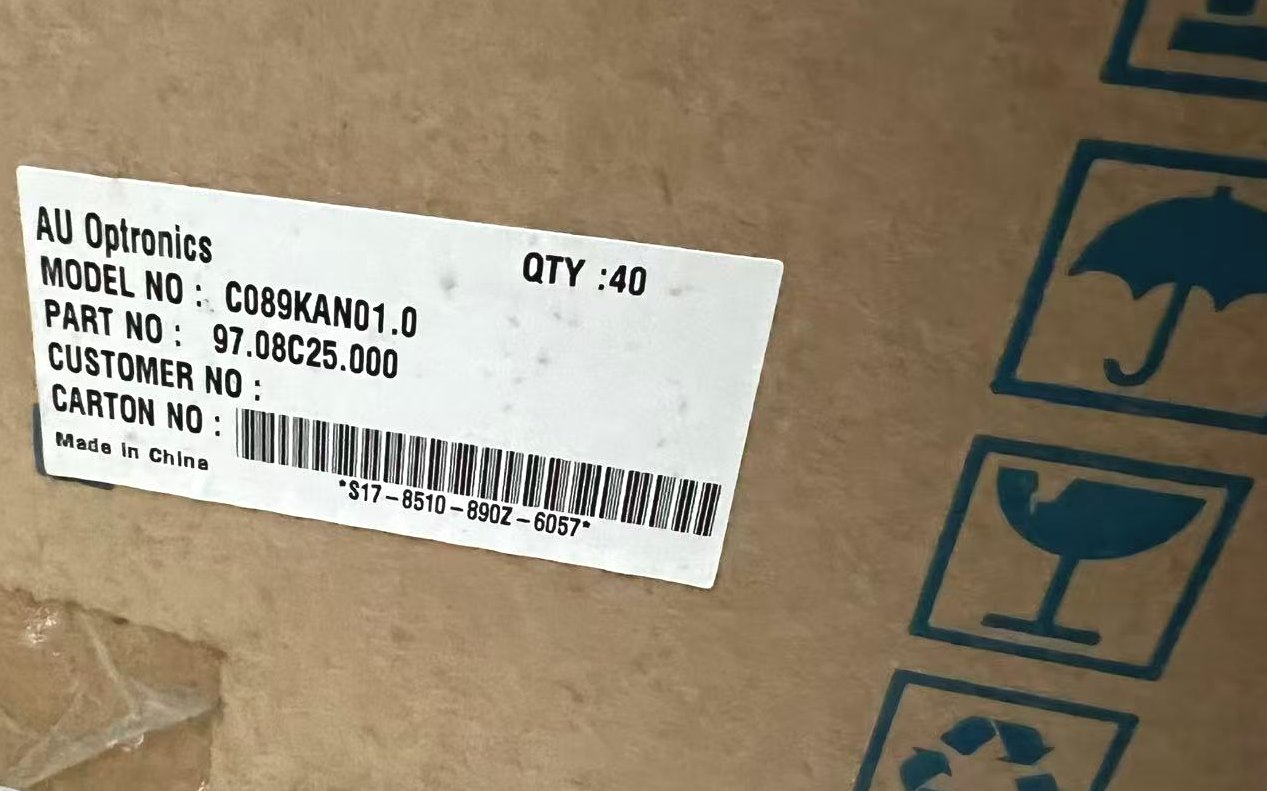 AU Optronics
QTY :40
MODEL NO : C089KAN01.0
PART NO : 97.08C25.000
CUSTOMER NO :
CARTON NO :
*S17-8510-890Z-6057*
Made in China